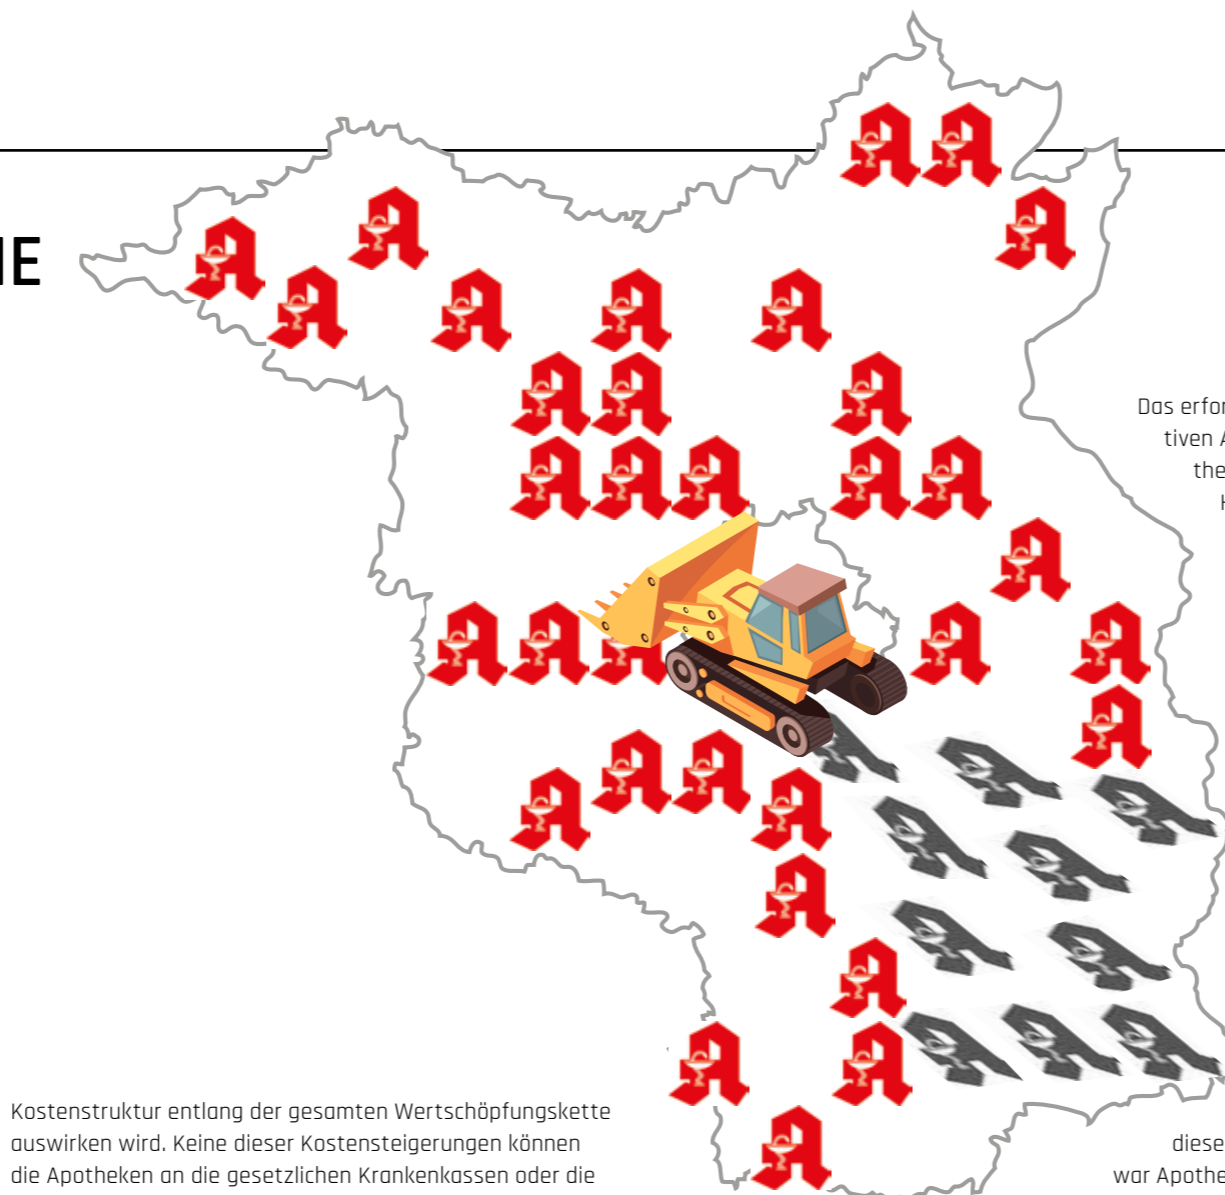 IE
Das erfor
tiven A
the
H
Kostenstruktur entlang der gesamten Wertschöpfungskette
auswirken wird. Keine dieser Kostensteigerungen können
die Apotheken an die gesetzlichen Krankenkassen oder die
diese
war Apothe